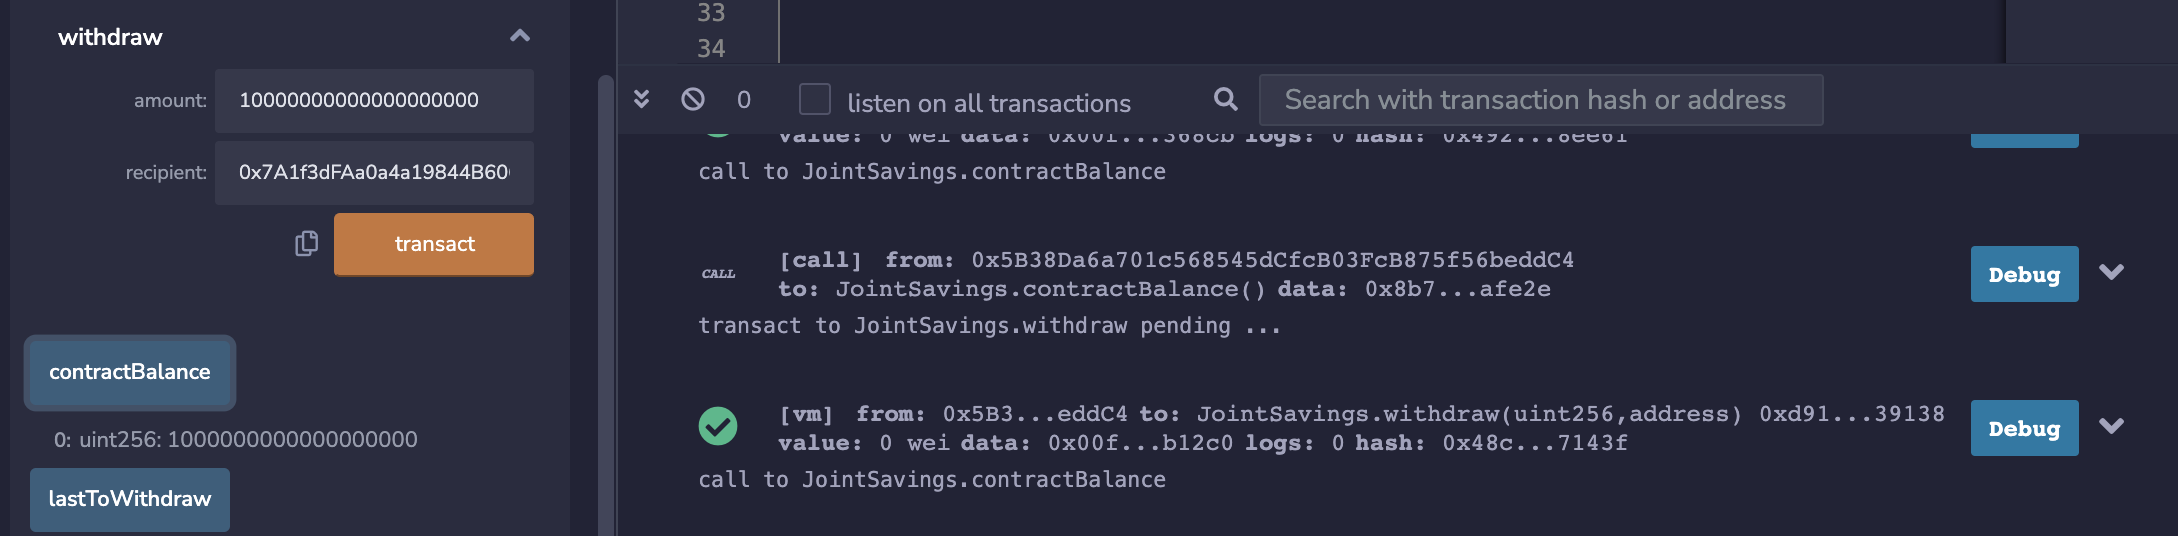 withdraw
amount:
10000000000000000000
recipient:
0x7A1f3dFAa0a4a19844B60
transact
contractBalance
0: uint256: 1000000000000000000
lastToWithdraw
33
34
0
listen on all transactions
Search with transaction hash or address
value: 0 wei data: 0x00f...368cb logs: 0 hash: 0x492...8ee6f
call to JointSavings.contractBalance
CALL
[call] from: 0x5B38Da6a701c568545dCfcB03FcB875f56beddC4
to: JointSavings.contractBalance() data: 0x8b7...afe2e
Debug
transact to JointSavings.withdraw pending ...
[vm] from: 0x5B3...eddC4 to: JointSavings.withdraw(uint256,address) 0xd91...39138
value: 0 wei data: 0x00f...b12c0 logs: 0 hash: 0x48c...7143f
Debug
call to JointSavings.contractBalance